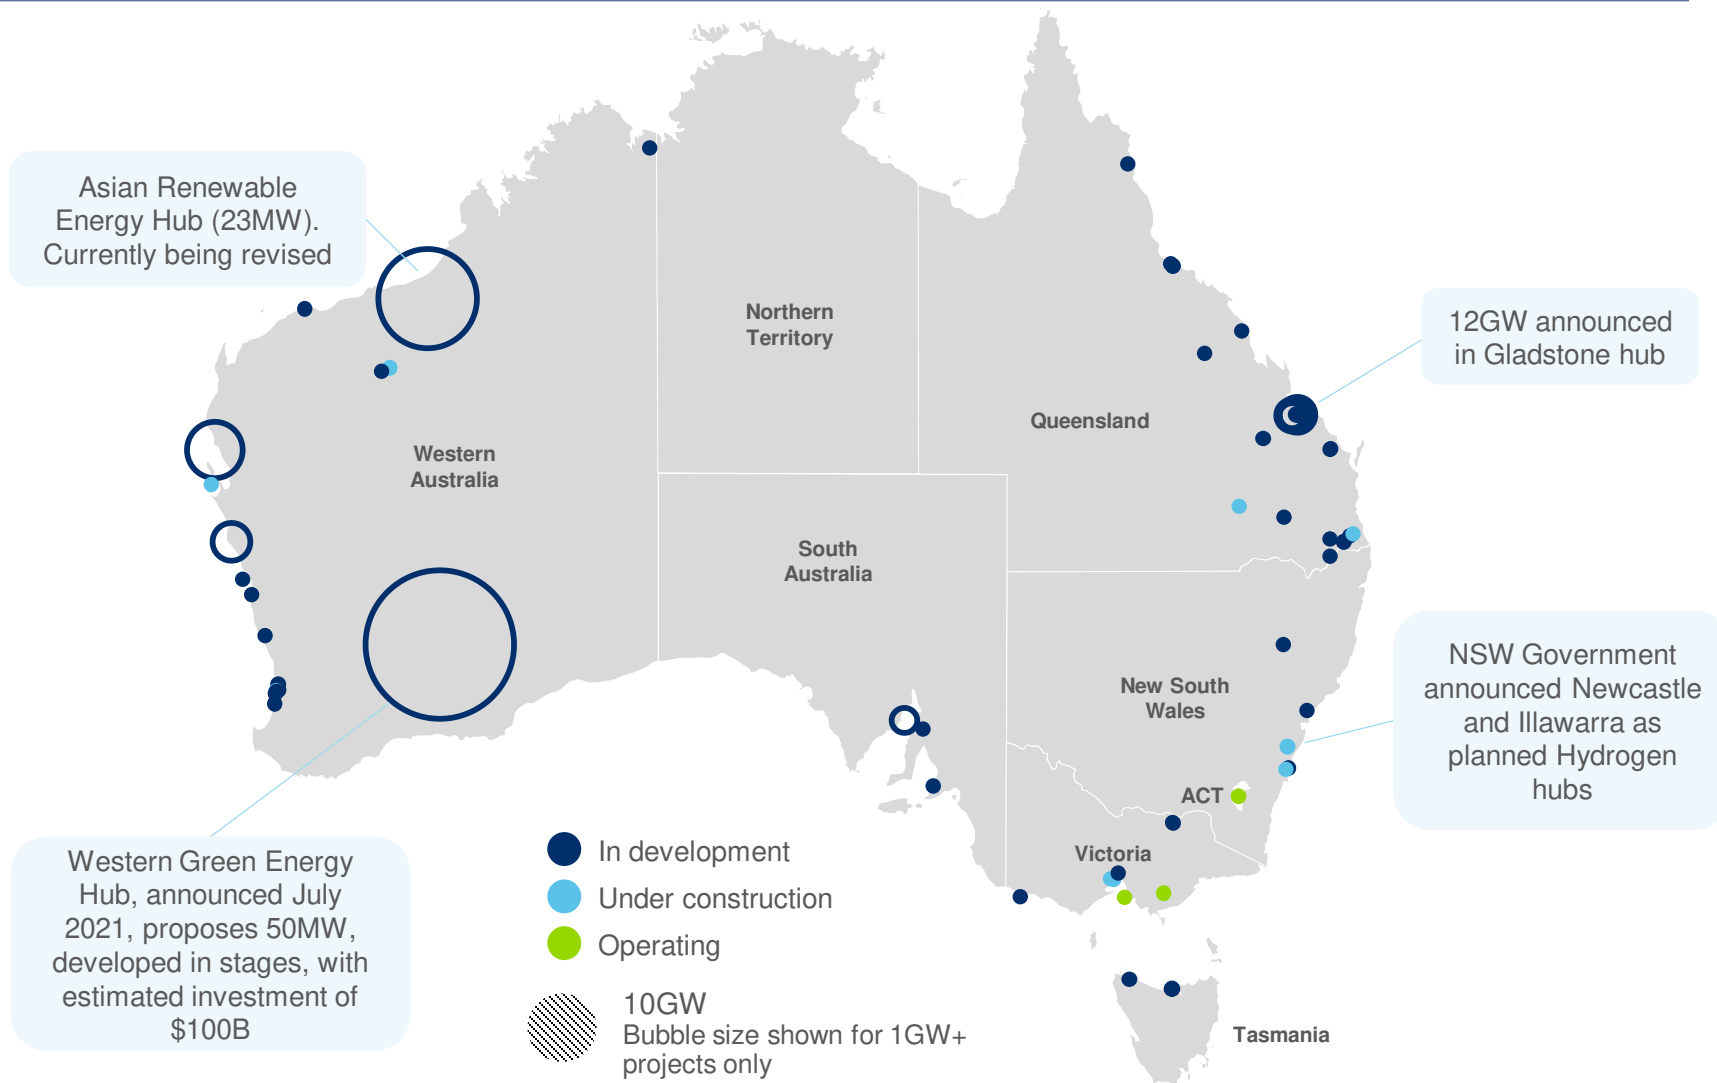 Asian Renewable
Energy Hub (23MW).
Currently being revised
Northern
Territory
12GW announced
in Gladstone hub
Queensland
Western
Australia
South
Australia
NSW Government
announced Newcastle
and Illawarra as
planned Hydrogen
hubs
New South
Wales
ACT
Victoria
Western Green Energy
Hub, announced July
2021, proposes 50MW,
developed in stages, with
estimated investment of
$100B
In development
Under construction
Operating
10GW
Bubble size shown for 1GW+
projects only
Tasmania